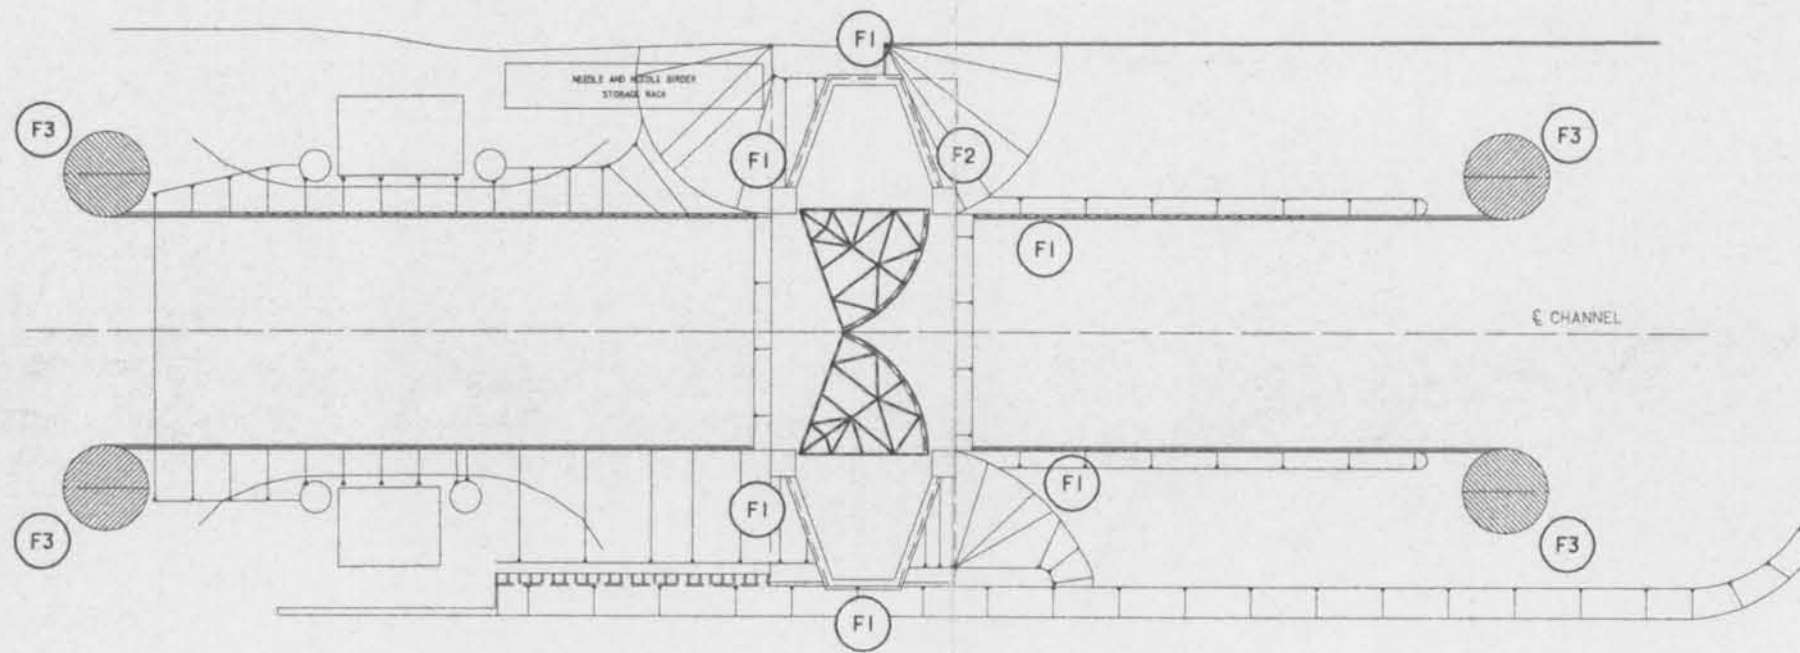 F1
NEEDLE AND NEEDLE GIRDER
STORAGE RACK
F3
F1
F2
F3
F1
℄ CHANNEL
F1
F1
F3
F3
F1